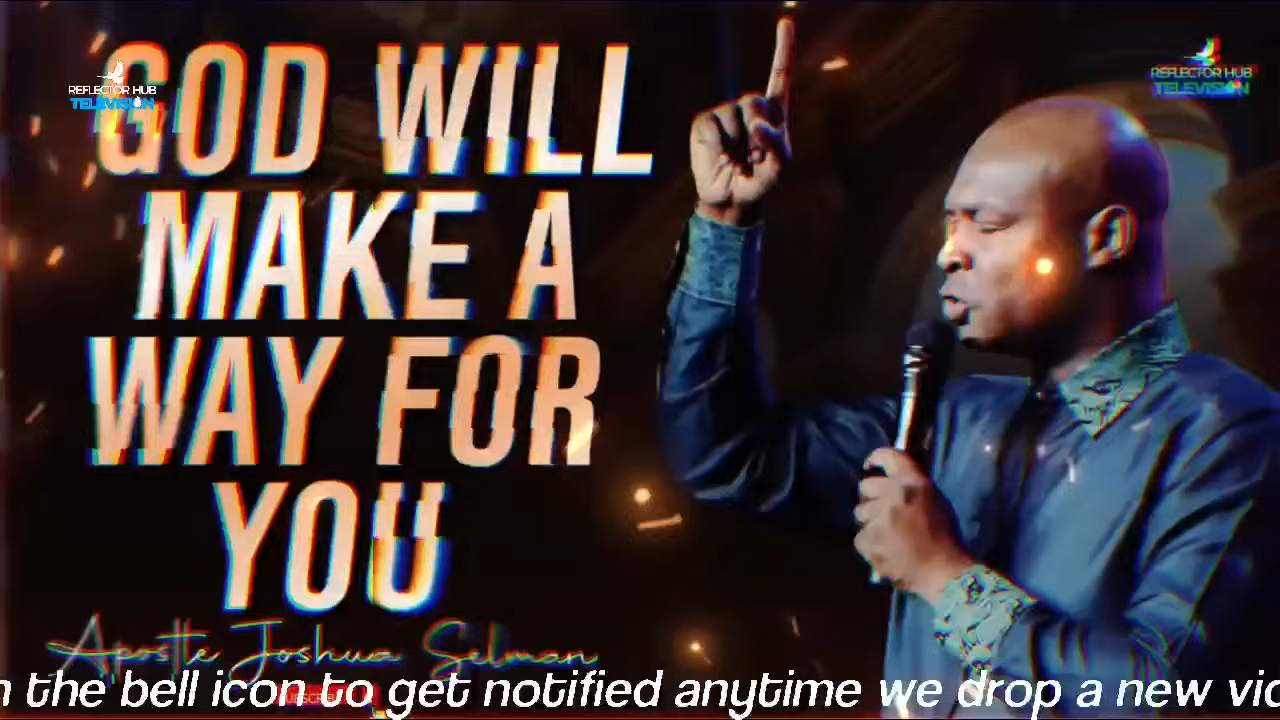 GOD WILL
REFLECTOR HUB
TELEVISION
REFLECTOR HUB
TELEVISION
MAKE A
WAY FOR
YOU
Apostle Joshua Selman
the bell icon to get notified anytime we drop a new